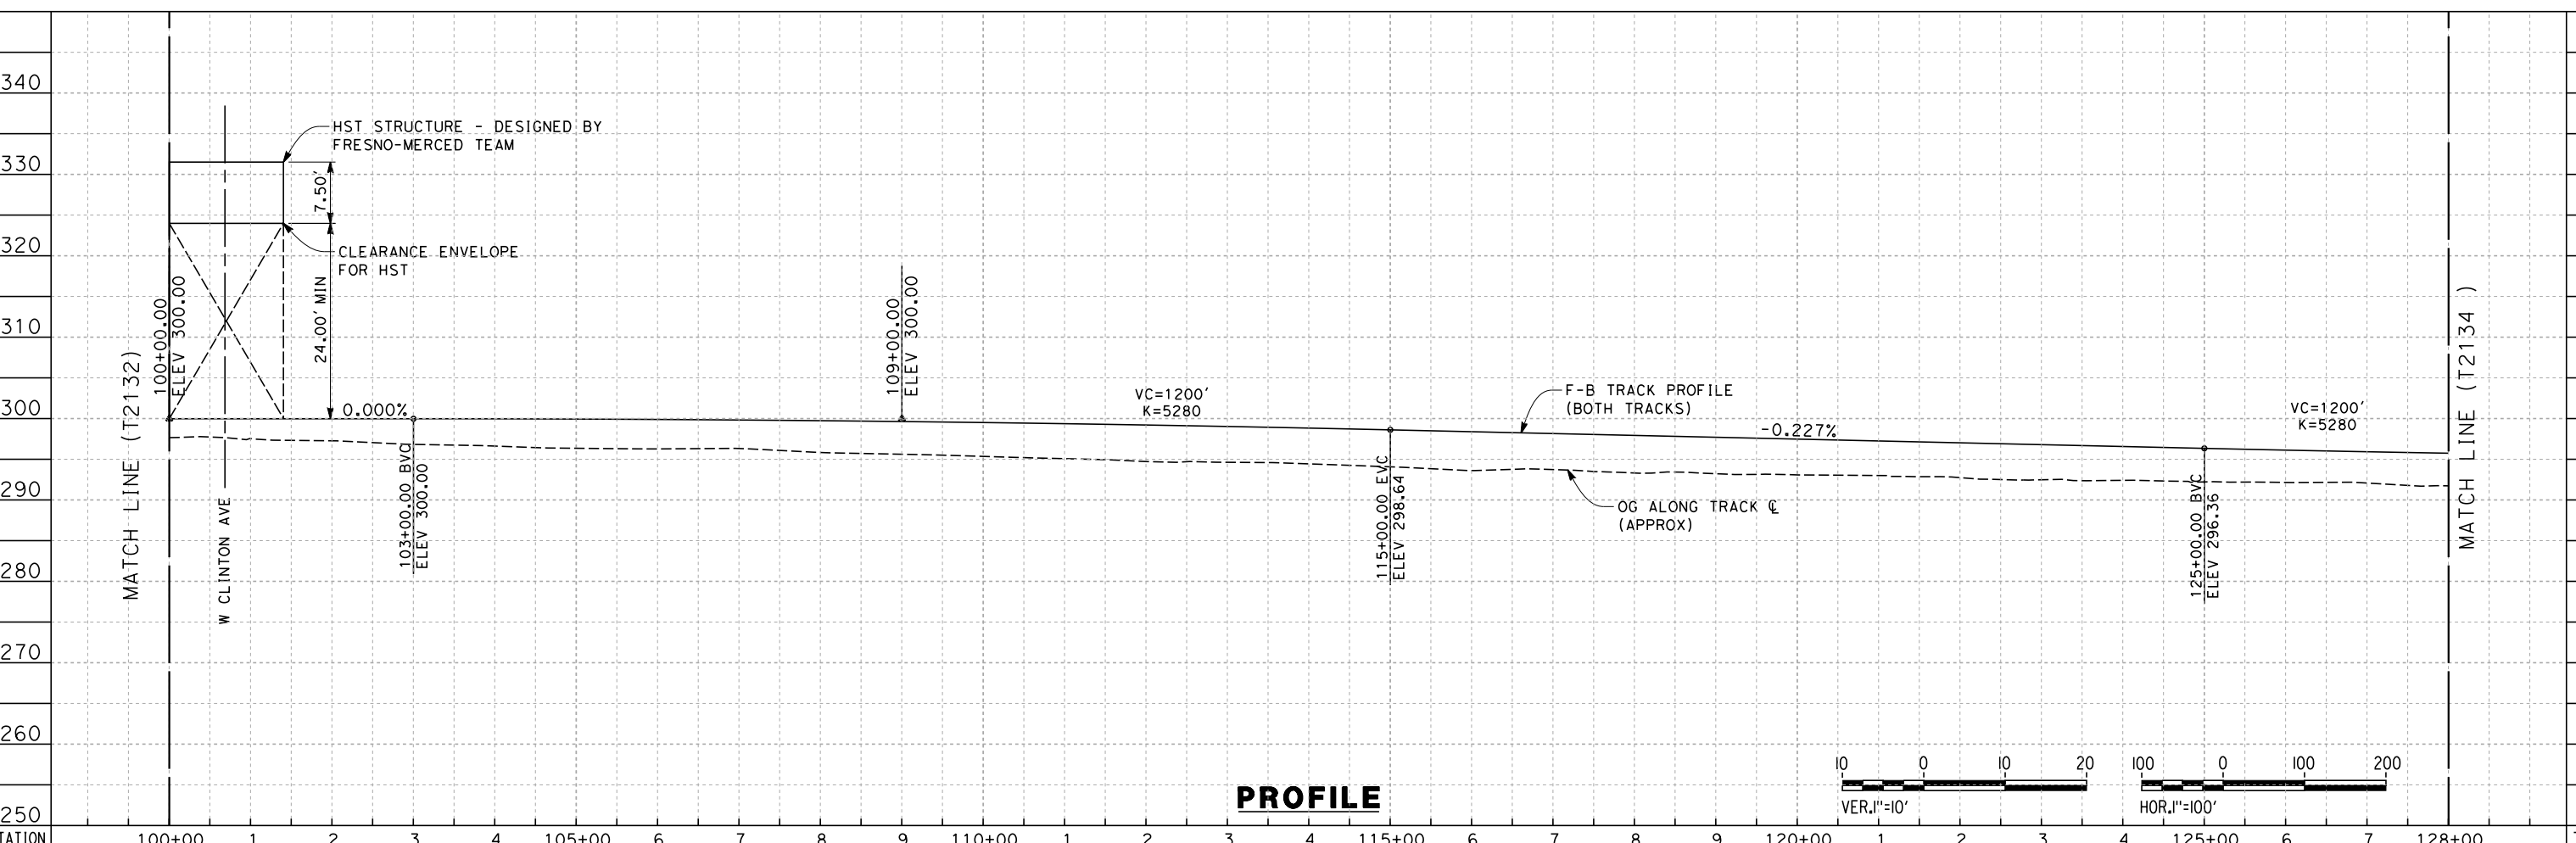 340
330
320
310
300
290
280
270
260
250
HST STRUCTURE - DESIGNED BY
FRESNO-MERCED TEAM
7.50'
CLEARANCE ENVELOPE
FOR HST
24.00' MIN
MATCH LINE (T2132)
100+00.00
ELEV 300.00
W CLINTON AVE
0.000%
103+00.00 BVC
ELEV 300.00
109+00.00
ELEV 300.00
VC=1200'
K=5280
115+00.00 EVC
ELEV 298.64
F-B TRACK PROFILE
(BOTH TRACKS)
OG ALONG TRACK ℄
(APPROX)
-0.227%
125+00.00 BVC
ELEV 296.36
VC=1200'
K=5280
MATCH LINE (T2134 )
PROFILE
10 0 10 20
VER.1"=10'
100 0 100 200
HOR.1"=100'
100+00 1 2 3 4 105+00 6 7 8 9 110+00 1 2 3 4 115+00 6 7 8 9 120+00 1 2 3 4 125+00 6 7 128+00